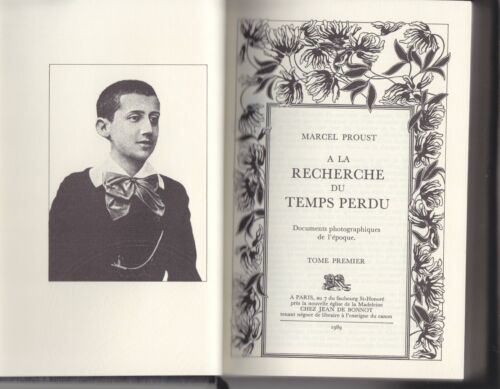 MARCEL PROUST
A LA
RECHERCHE
DU
TEMPS PERDU
Documents photographiques
de l'époque.
TOME PREMIER
A PARIS, au 7 du faubourg St-Honoré
près la nouvelle église de la Madeleine
CHEZ JEAN DE BONNOT
tenant négoce de librairie à l'enseigne du canon
1989